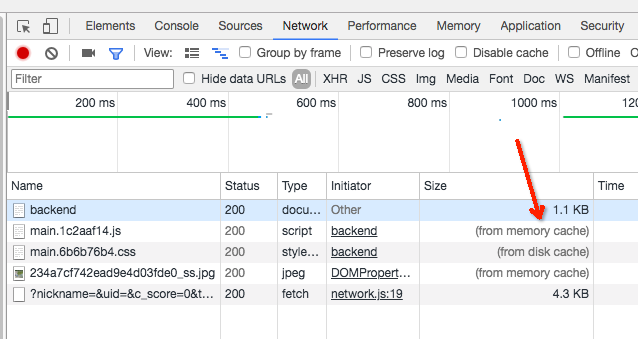 Elements Console Sources Network Performance Memory Application Security
View: Group by frame Preserve log Disable cache Offline
Filter Hide data URLs All XHR JS CSS Img Media Font Doc WS Manifest
200 ms 400 ms 600 ms 800 ms 1000 ms 120
Name Status Type Initiator Size Time
backend 200 docu... Other 1.1 KB
main.1c2aaf14.js 200 script backend (from memory cache)
main.6b6b76b4.css 200 style... backend (from disk cache)
234a7cf742ead9e4d03fde0_ss.jpg 200 jpeg DOMPropert... (from memory cache)
?nickname=&uid=&c_score=0&t... 200 fetch network.js:19 4.3 KB